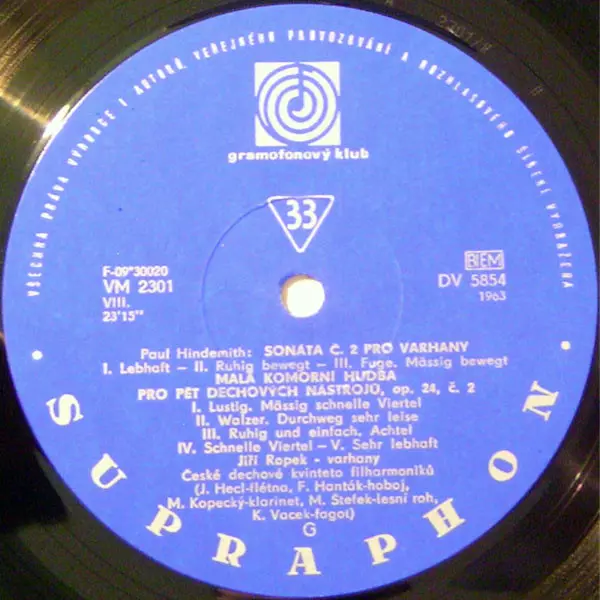 VŠECHNA PRÁVA VÝROBCE I AUTORŮ, VEŘEJNÉHO PROVOZOVÁNÍ A ROZHLASOVÉHO ŠÍŘENÍ VYHRAZENA
gramofonový klub
33
F-09*30020
VM 2301
VIII.
23'15"
BIEM
DV 5854
1963
Paul Hindemith: SONÁTA Č. 2 PRO VARHANY
I. Lebhaft – II. Ruhig bewegt – III. Fuge. Mässig bewegt
MALÁ KOMORNÍ HUDBA
PRO PĚT DECHOVÝCH NÁSTROJŮ, op. 24, č. 2
I. Lustig. Mässig schnelle Viertel
II. Walzer. Durchweg sehr leise
III. Ruhig und einfach. Achtel
IV. Schnelle Viertel – V. Sehr lebhaft
Jiří Ropek - varhany
České dechové kvinteto filharmoniků
(J. Hecl-flétna, F. Hanták-hoboj,
M. Kopecký-klarinet, M. Štefek-lesní roh,
K. Vacek-fagot)
G
SUPRAPHON